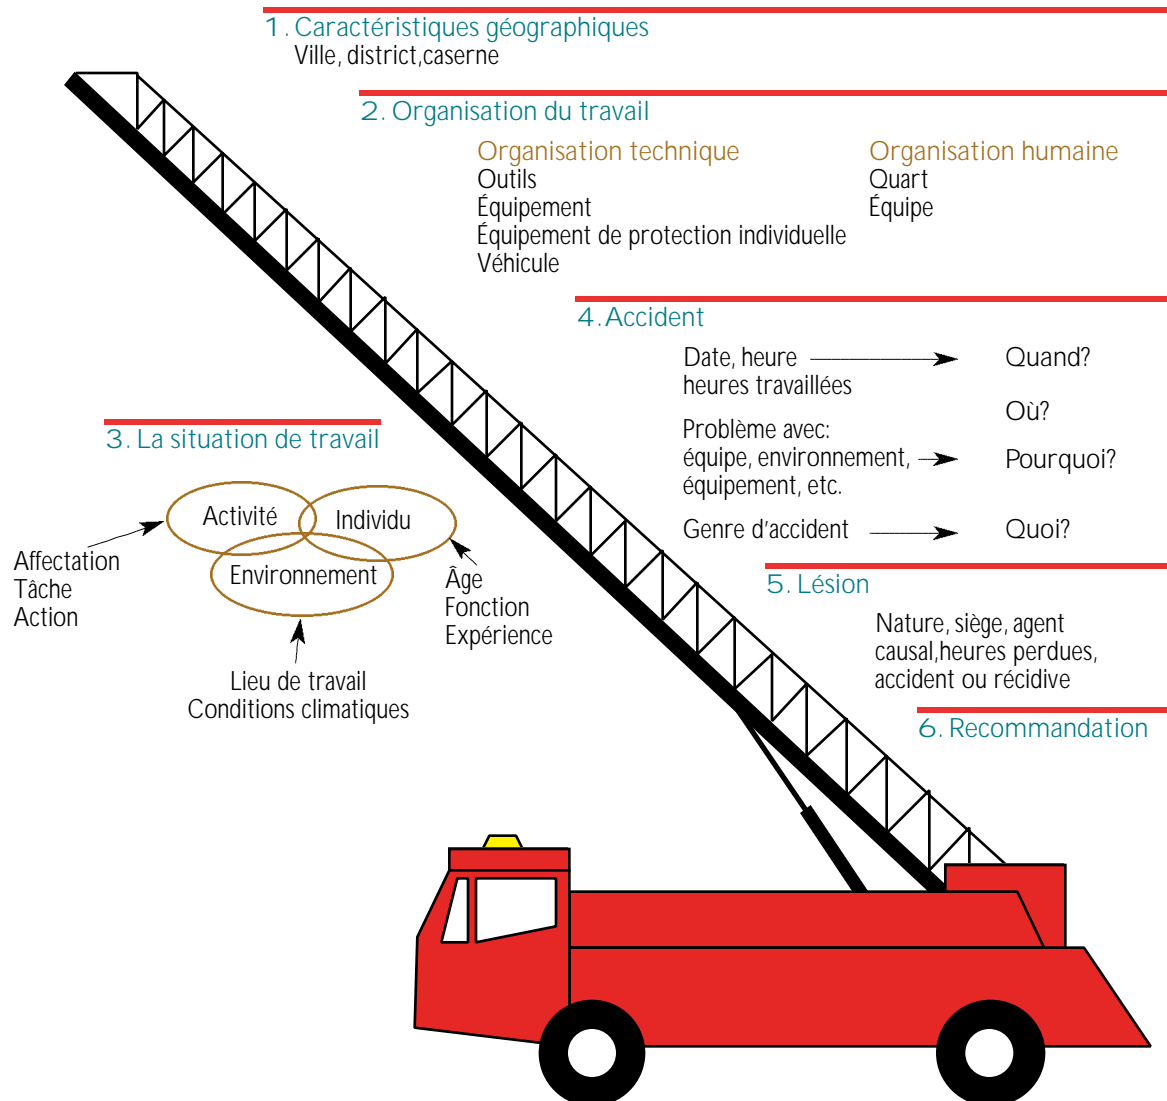 1. Caractéristiques géographiques
Ville, district,caserne
2. Organisation du travail
Organisation technique
Outils
Équipement
Équipement de protection individuelle
Véhicule
Organisation humaine
Quart
Équipe
3. La situation de travail
Activité
Individu
Environnement
Affectation
Tâche
Action
Âge
Fonction
Expérience
Lieu de travail
Conditions climatiques
4. Accident
Date, heure
heures travaillées
Quand?
Où?
Problème avec:
équipe, environnement,
équipement, etc.
Pourquoi?
Genre d'accident
Quoi?
5. Lésion
Nature, siège, agent
causal,heures perdues,
accident ou récidive
6. Recommandation